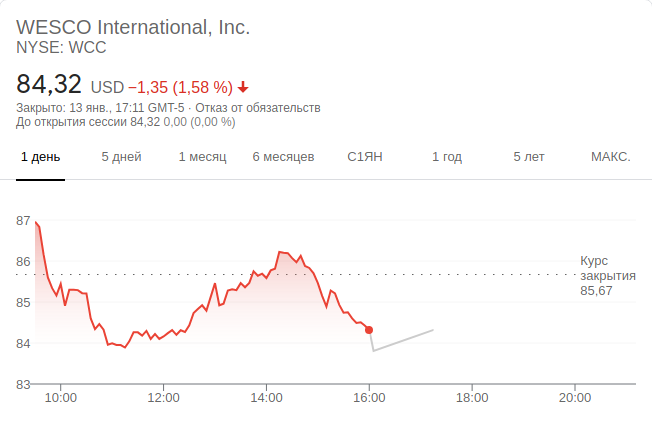 WESCO International, Inc.
NYSE: WCC
84,32 USD −1,35 (1,58 %)
Закрыто: 13 янв., 17:11 GMT-5 · Отказ от обязательств
До открытия сессии 84,32 0,00 (0,00 %)
1 день 5 дней 1 месяц 6 месяцев С1ЯН 1 год 5 лет МАКС.
87
86
85
84
83
Курс
закрытия
85,67
10:00 12:00 14:00 16:00 18:00 20:00